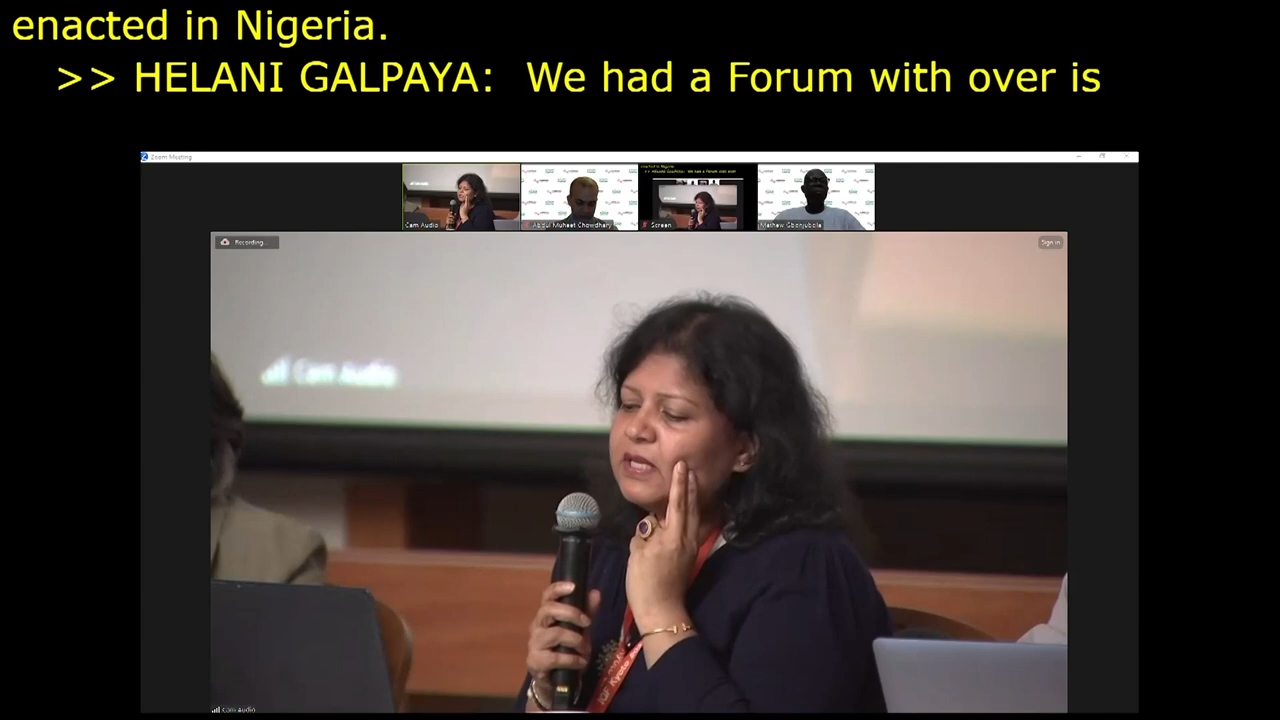 enacted in Nigeria.
>> HELANI GALPAYA:  We had a Forum with over is
Zoom Meeting
Cam Audio
Abdul Muheet Chowdhary
Screen
Mathew Gbonjubola
Recording...
Sign in
Cam Audio
Kyoto
Cam Audio